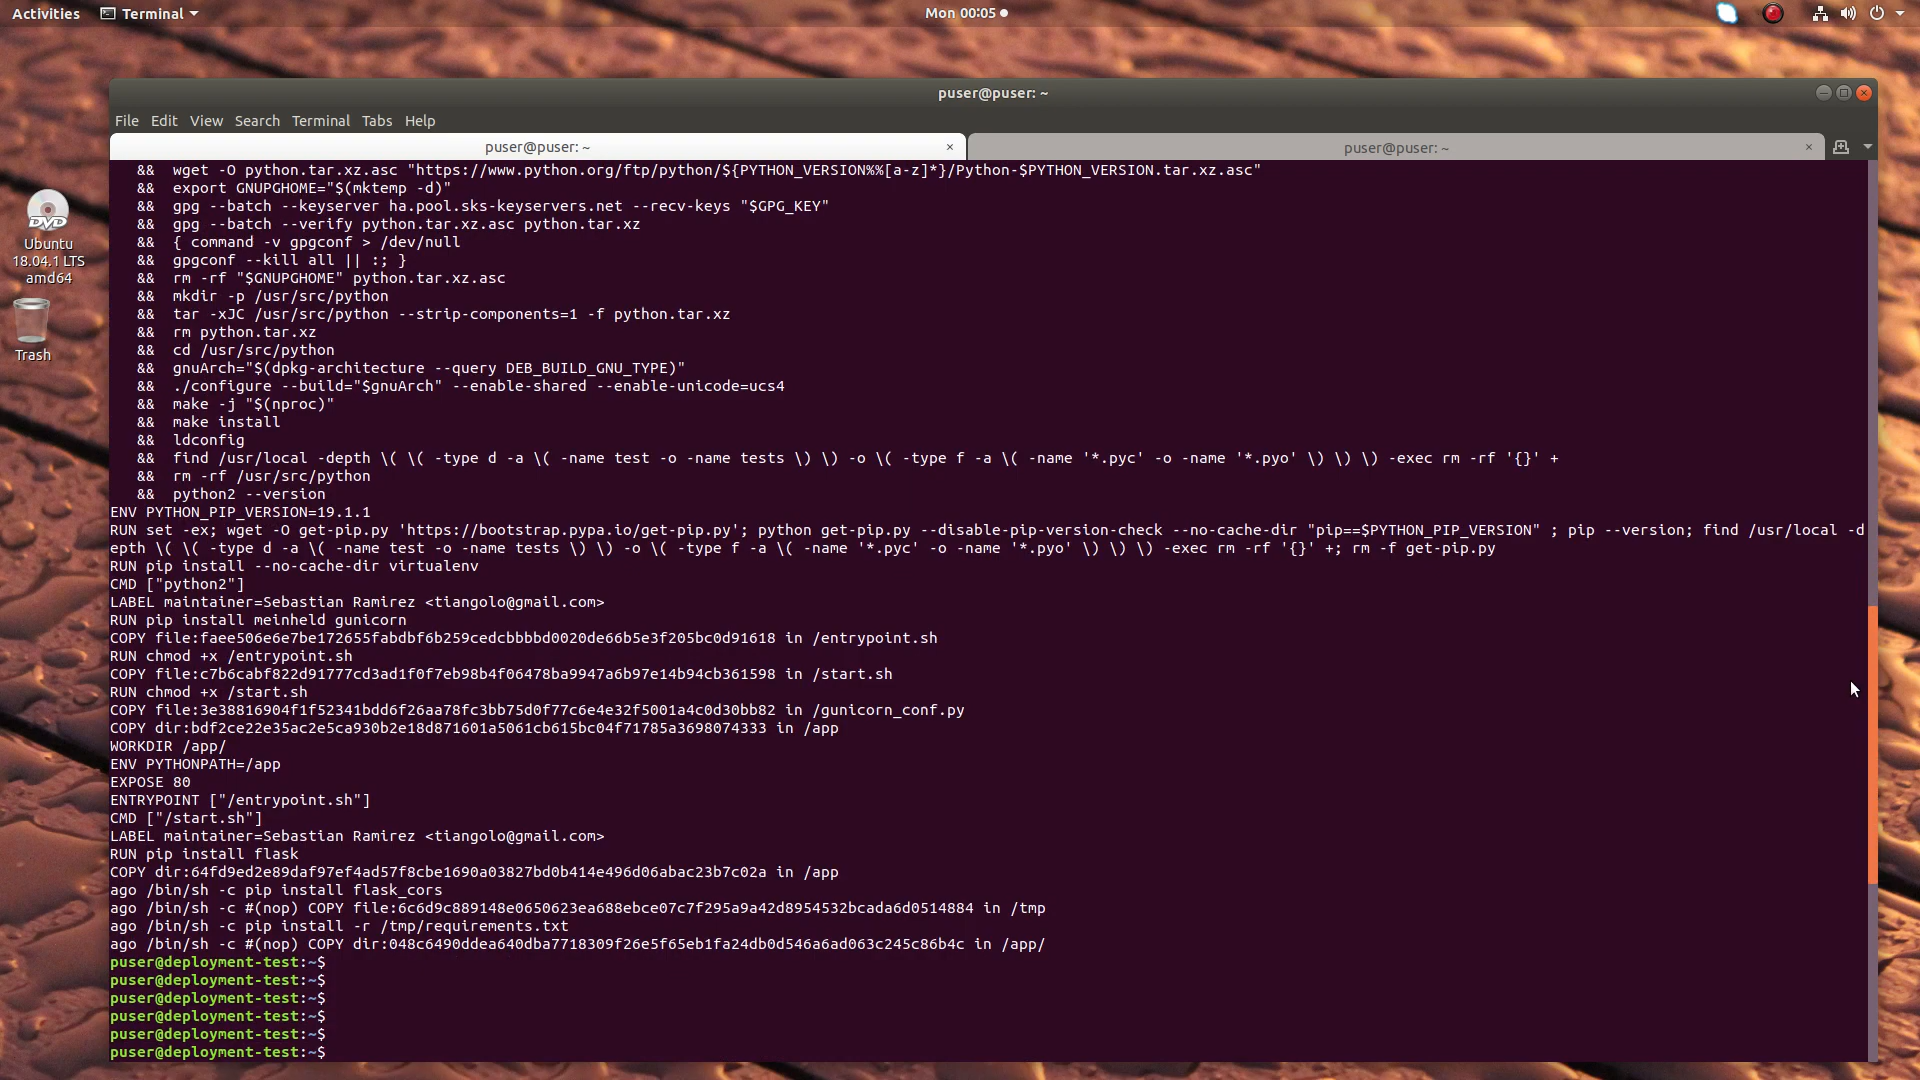 Activities Terminal Mon 00:05
puser@puser: ~
File Edit View Search Terminal Tabs Help
puser@puser: ~ × puser@puser: ~ ×
&&  wget -O python.tar.xz.asc "https://www.python.org/ftp/python/${PYTHON_VERSION%%[a-z]*}/Python-$PYTHON_VERSION.tar.xz.asc"
&&  export GNUPGHOME="$(mktemp -d)"
&&  gpg --batch --keyserver ha.pool.sks-keyservers.net --recv-keys "$GPG_KEY"
&&  gpg --batch --verify python.tar.xz.asc python.tar.xz
&&  { command -v gpgconf > /dev/null
&&  gpgconf --kill all || :; }
&&  rm -rf "$GNUPGHOME" python.tar.xz.asc
&&  mkdir -p /usr/src/python
&&  tar -xJC /usr/src/python --strip-components=1 -f python.tar.xz
&&  rm python.tar.xz
&&  cd /usr/src/python
&&  gnuArch="$(dpkg-architecture --query DEB_BUILD_GNU_TYPE)"
&&  ./configure --build="$gnuArch" --enable-shared --enable-unicode=ucs4
&&  make -j "$(nproc)"
&&  make install
&&  ldconfig
&&  find /usr/local -depth \( \( -type d -a \( -name test -o -name tests \) \) -o \( -type f -a \( -name '*.pyc' -o -name '*.pyo' \) \) \) -exec rm -rf '{}' +
&&  rm -rf /usr/src/python
&&  python2 --version
ENV PYTHON_PIP_VERSION=19.1.1
RUN set -ex; wget -O get-pip.py 'https://bootstrap.pypa.io/get-pip.py'; python get-pip.py --disable-pip-version-check --no-cache-dir "pip==$PYTHON_PIP_VERSION" ; pip --version; find /usr/local -d
epth \( \( -type d -a \( -name test -o -name tests \) \) -o \( -type f -a \( -name '*.pyc' -o -name '*.pyo' \) \) \) -exec rm -rf '{}' +; rm -f get-pip.py
RUN pip install --no-cache-dir virtualenv
CMD ["python2"]
LABEL maintainer=Sebastian Ramirez <tiangolo@gmail.com>
RUN pip install meinheld gunicorn
COPY file:faee506e6e7be172655fabdbf6b259cedcbbbbd0020de66b5e3f205bc0d91618 in /entrypoint.sh
RUN chmod +x /entrypoint.sh
COPY file:c7b6cabf822d91777cd3ad1f0f7eb98b4f06478ba9947a6b97e14b94cb361598 in /start.sh
RUN chmod +x /start.sh
COPY file:3e38816904f1f52341bdd6f26aa78fc3bb75d0f77c6e4e32f5001a4c0d30bb82 in /gunicorn_conf.py
COPY dir:bdf2ce22e35ac2e5ca930b2e18d871601a5061cb615bc04f71785a3698074333 in /app
WORKDIR /app/
ENV PYTHONPATH=/app
EXPOSE 80
ENTRYPOINT ["/entrypoint.sh"]
CMD ["/start.sh"]
LABEL maintainer=Sebastian Ramirez <tiangolo@gmail.com>
RUN pip install flask
COPY dir:64fd9ed2e89daf97ef4ad57f8cbe1690a03827bd0b414e496d06abac23b7c02a in /app
ago /bin/sh -c pip install flask_cors
ago /bin/sh -c #(nop) COPY file:6c6d9c889148e0650623ea688ebce07c7f295a9a42d8954532bcada6d0514884 in /tmp
ago /bin/sh -c pip install -r /tmp/requirements.txt
ago /bin/sh -c #(nop) COPY dir:048c6490ddea640dba7718309f26e5f65eb1fa24db0d546a6ad063c245c86b4c in /app/
puser@deployment-test:~$
puser@deployment-test:~$
puser@deployment-test:~$
puser@deployment-test:~$
puser@deployment-test:~$
puser@deployment-test:~$
DVD
Ubuntu
18.04.1 LTS
amd64
Trash